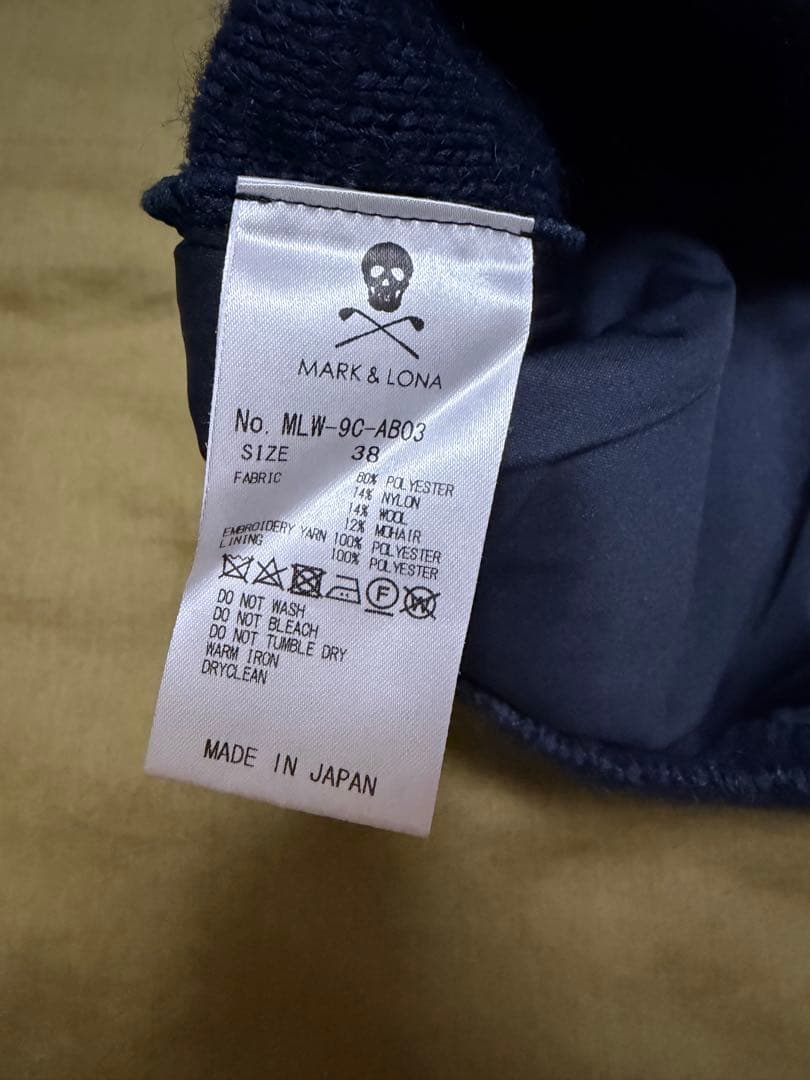 MARK & LONA
No. MLW-9C-AB03
SIZE 38
FABRIC 60% POLYESTER
14% NYLON
14% WOOL
12% MOHAIR
EMBROIDERY YARN 100% POLYESTER
LINING 100% POLYESTER
F W
DO NOT WASH
DO NOT BLEACH
DO NOT TUMBLE DRY
WARM IRON
DRYCLEAN
MADE IN JAPAN